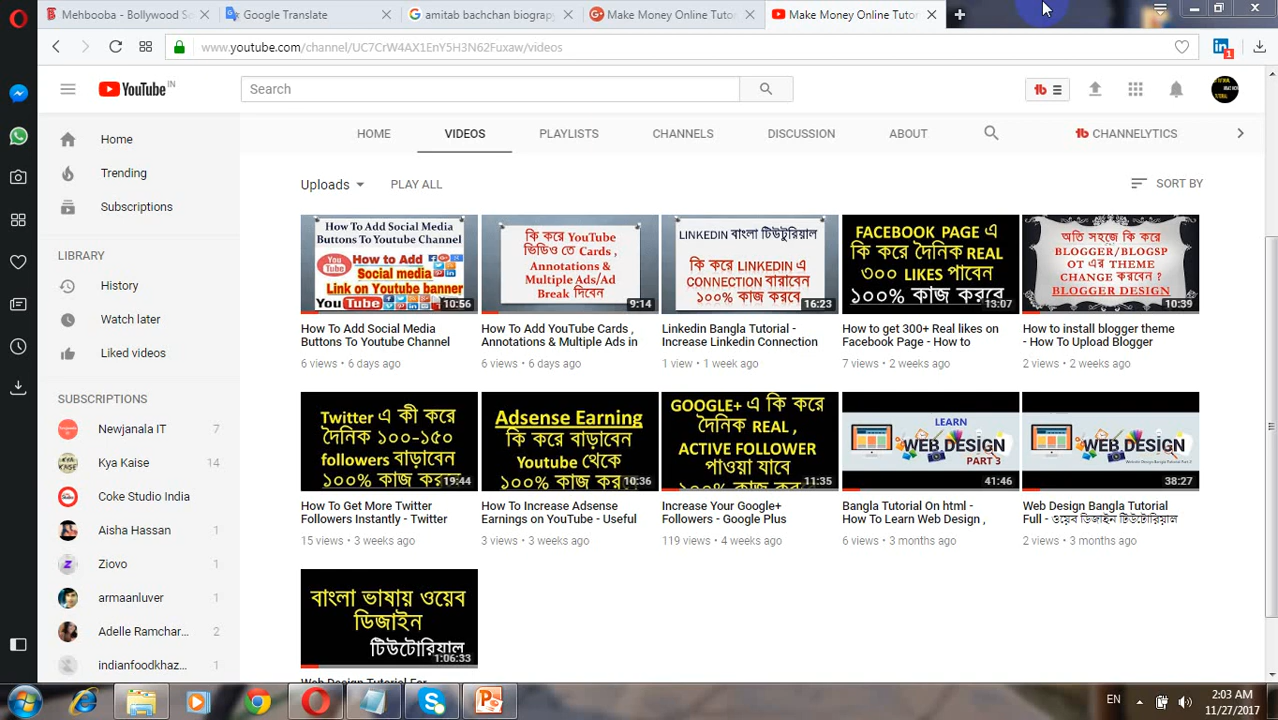 Mehbooba - Bollywood S
Google Translate
amitab bachchan biograp
Make Money Online Tuto
Make Money Online Tutor
www.youtube.com/channel/UC7CrW4AX1EnY5H3N62Fuxaw/videos
1
YouTube IN
Search
HOME
VIDEOS
PLAYLISTS
CHANNELS
DISCUSSION
ABOUT
CHANNELYTICS
Home
Trending
Subscriptions
LIBRARY
History
Watch later
Liked videos
SUBSCRIPTIONS
Newjanala IT 7
Kya Kaise 14
Coke Studio India
Aisha Hassan 1
Ziovo 1
armaanluver 1
Adelle Ramchar... 2
indianfoodkhaz... 1
Uploads
PLAY ALL
SORT BY
How To Add Social Media
Buttons To Youtube Channel
You Tube
How to Add
Social media
Link on Youtube banner
You Tube
10:56
How To Add Social Media
Buttons To Youtube Channel
6 views 6 days ago
কি করে YouTube
ভিডিও তে Cards ,
Annotations &
Multiple Ads/Ad
Break দিবেন
9:14
How To Add YouTube Cards ,
Annotations & Multiple Ads in
6 views 6 days ago
LINKEDIN বাংলা টিউটুরিয়াল
কি করে LINKEDIN এ
CONNECTION বারাবেন
১০০% কাজ করবে
16:23
Linkedin Bangla Tutorial -
Increase Linkedin Connection
1 view 1 week ago
FACEBOOK PAGE এ
কি করে দৈনিক REAL
৩০০ LIKES পাবেন
১০০% কাজ করবে
13:07
How to get 300+ Real likes on
Facebook Page - How to
7 views 2 weeks ago
অতি সহজে কি করে
BLOGGER/BLOGSP
OT এর THEME
CHANGE করবেন ?
BLOGGER DESIGN
10:39
How to install blogger theme
- How To Upload Blogger
2 views 2 weeks ago
Twitter এ কী করে
দৈনিক ১০০-১৫০
followers বাড়াবেন
১০০% কাজ করবে
19:44
How To Get More Twitter
Followers Instantly - Twitter
15 views 3 weeks ago
Adsense Earning
কি করে বাড়াবেন
Youtube থেকে
১০০% কাজ
10:36
How To Increase Adsense
Earnings on YouTube - Useful
3 views 3 weeks ago
GOOGLE+ এ কি করে
দৈনিক REAL ,
ACTIVE FOLLOWER
পাওয়া যাবে
১০০% কাজ
11:35
Increase Your Google+
Followers - Google Plus
119 views 4 weeks ago
LEARN
WEB DESIGN
PART 3
41:46
Bangla Tutorial On html -
How To Learn Web Design ,
6 views 3 months ago
WEB DESIGN
38:27
Web Design Bangla Tutorial
Full - ওয়েব ডিজাইন টিউটোরিয়াল
2 views 3 months ago
বাংলা ভাষায় ওয়েব
ডিজাইন
টিউটোরিয়াল
1:06:33
Web Design Tutorial For
EN
2:03 AM
11/27/2017